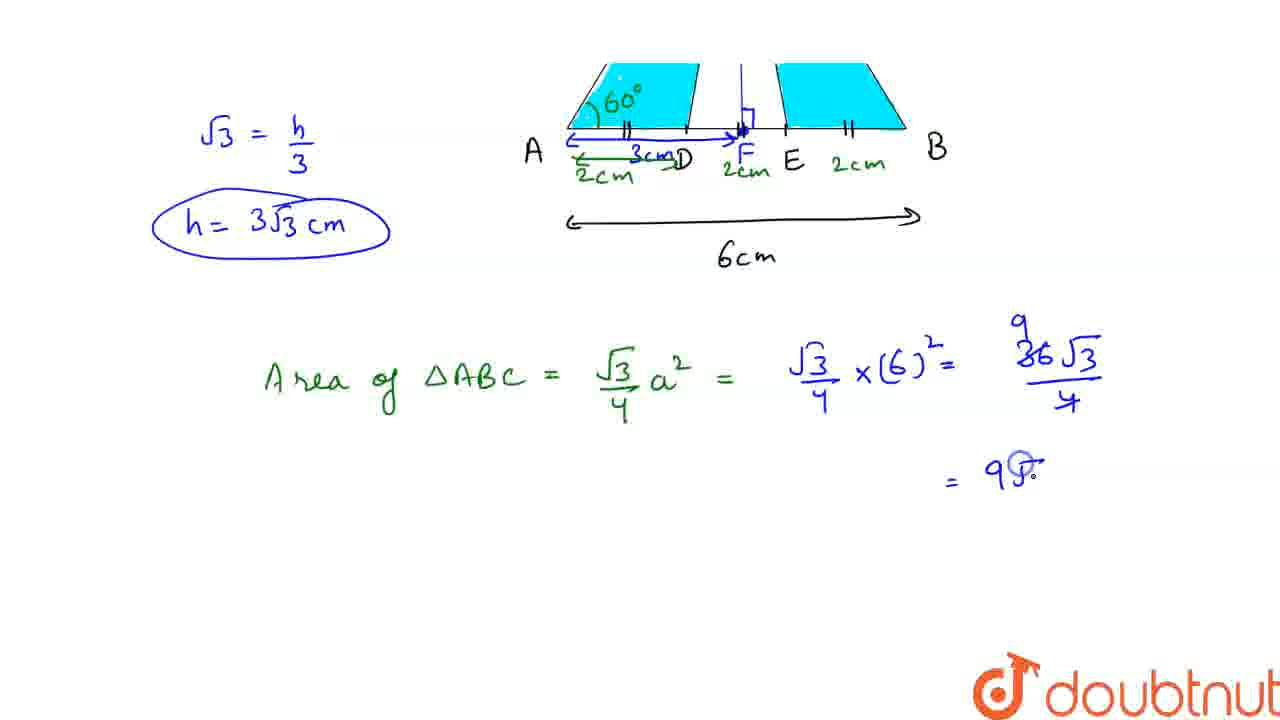 60°
√3 = h/3
A 3cm D F E B
2cm 2cm 2cm
h = 3√3 cm
6cm
Area of △ABC = √3/4 a² = √3/4 × (6)² = 36√3/4
9
= 9√
doubtnut